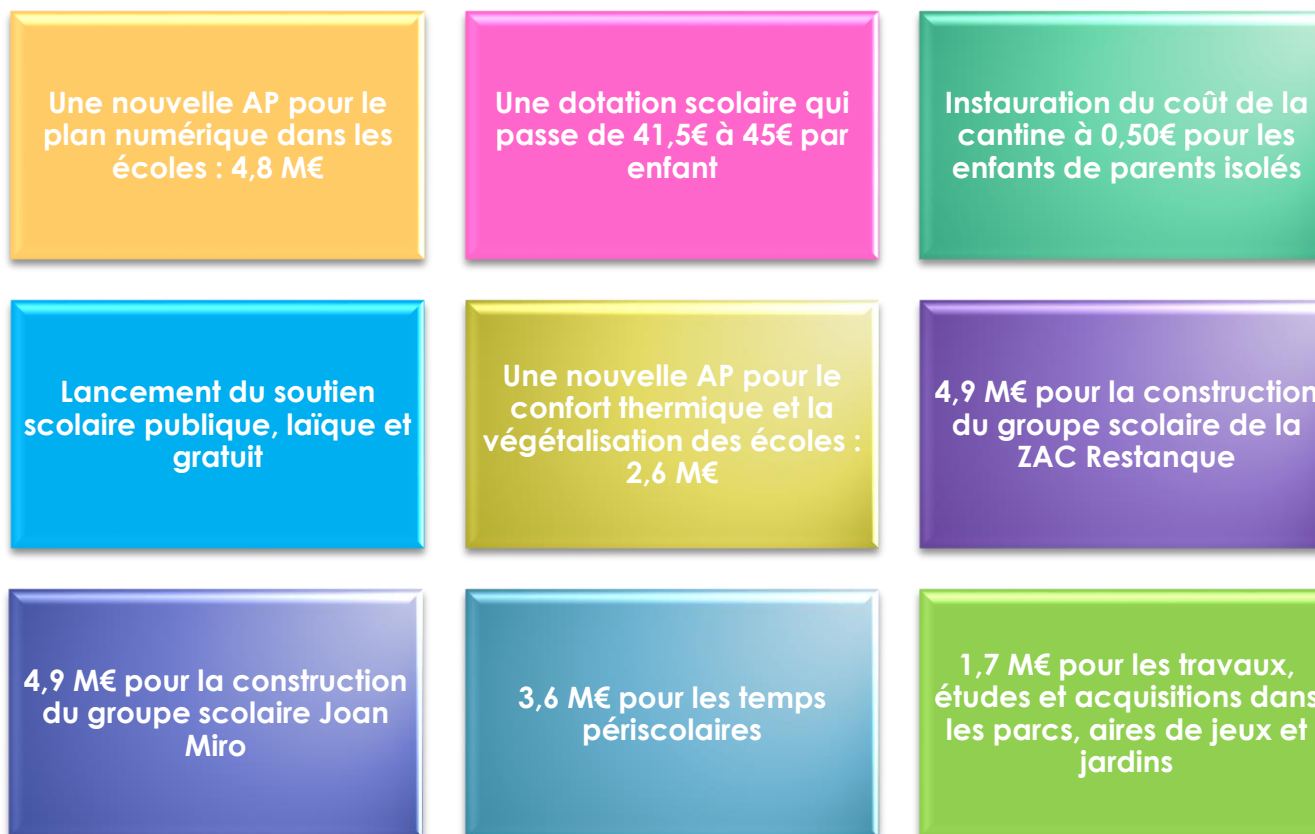 Une nouvelle AP pour le
plan numérique dans les
écoles : 4,8 M€
Une dotation scolaire qui
passe de 41,5€ à 45€ par
enfant
Instauration du coût de la
cantine à 0,50€ pour les
enfants de parents isolés
Lancement du soutien
scolaire publique, laïque et
gratuit
Une nouvelle AP pour le
confort thermique et la
végétalisation des écoles :
2,6 M€
4,9 M€ pour la construction
du groupe scolaire de la
ZAC Restanque
4,9 M€ pour la construction
du groupe scolaire Joan
Miro
3,6 M€ pour les temps
périscolaires
1,7 M€ pour les travaux,
études et acquisitions dans
les parcs, aires de jeux et
jardins